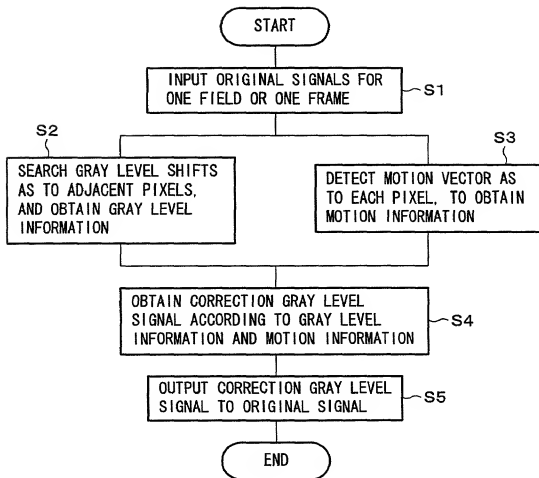 START
INPUT ORIGINAL SIGNALS FOR
ONE FIELD OR ONE FRAME
S1
S2
SEARCH GRAY LEVEL SHIFTS
AS TO ADJACENT PIXELS,
AND OBTAIN GRAY LEVEL
INFORMATION
S3
DETECT MOTION VECTOR AS
TO EACH PIXEL, TO OBTAIN
MOTION INFORMATION
OBTAIN CORRECTION GRAY LEVEL
SIGNAL ACCORDING TO GRAY LEVEL
INFORMATION AND MOTION INFORMATION
S4
OUTPUT CORRECTION GRAY LEVEL
SIGNAL TO ORIGINAL SIGNAL
S5
END